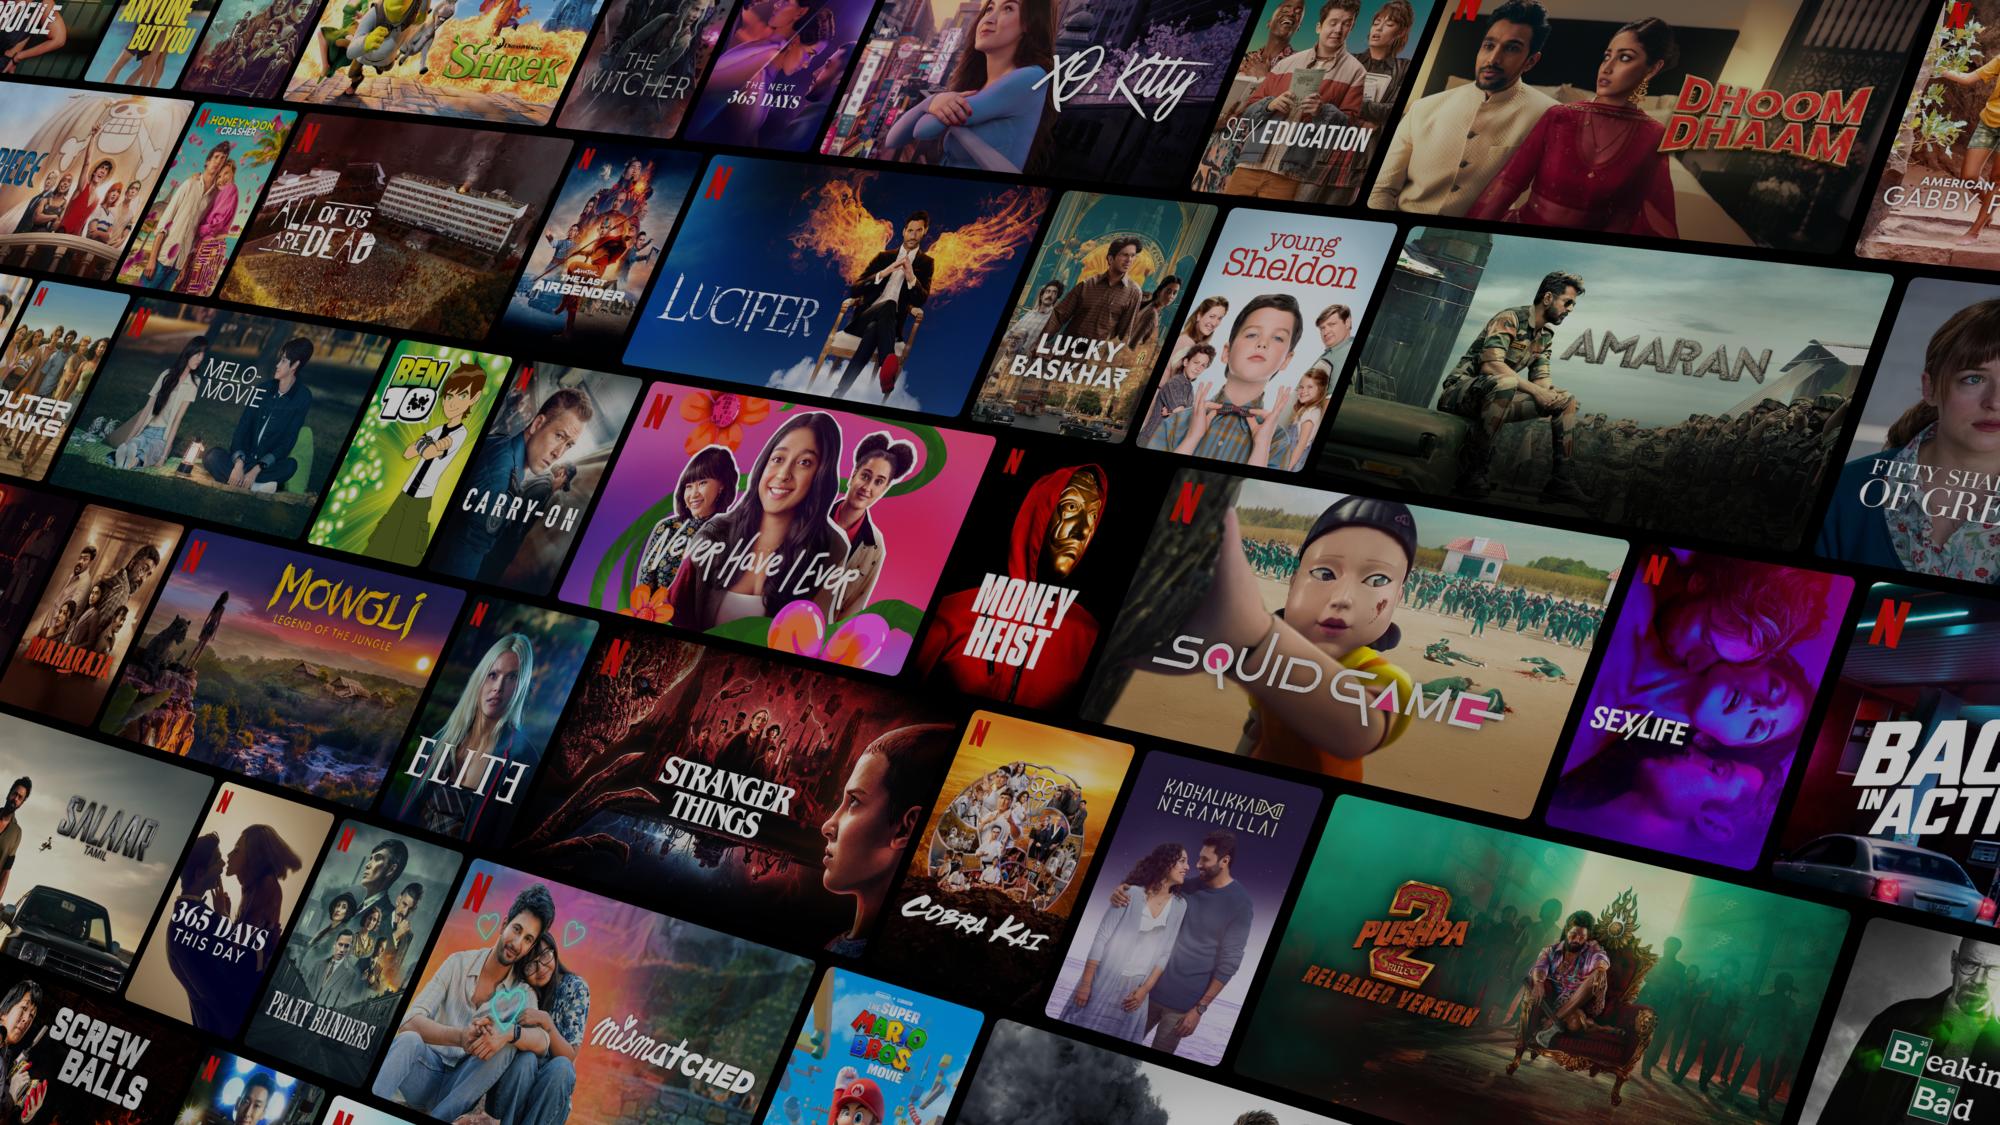 PROFILE
ANYONE
BUT YOU
DREAMWORKS
SHREK
THE
WITCHER
THE NEXT
365 DAYS
XO, Kitty
SEX EDUCATION
DHOOM
DHAAM
AMERICAN
GABBY
PIECE
HONEYMOON
CRASHER
ALL OF US
ARE DEAD
AVATAR
THE LAST
AIRBENDER
LUCIFER
LUCKY
BASKHAR
young
Sheldon
AMARAN
FIFTY SHA
OF GRE
OUTER
BANKS
MELO-
MOVIE
BEN
10
CARRY-ON
Never Have I Ever
MONEY
HEIST
SQUID GAME
SEX/LIFE
BAC
IN ACTI
MAHARAJA
MOWGLI
LEGEND OF THE JUNGLE
ELITE
STRANGER
THINGS
COBRA KAI
KADHALIKKA
NERAMILLAI
2
PUSHPA
THE RULE
RELOADED VERSION
Breakin
Bad
SALAAR
TAMIL
365 DAYS
THIS DAY
PEAKY BLINDERS
mismatched
THE SUPER
MARIO
BROS.
MOVIE
SCREW
BALLS